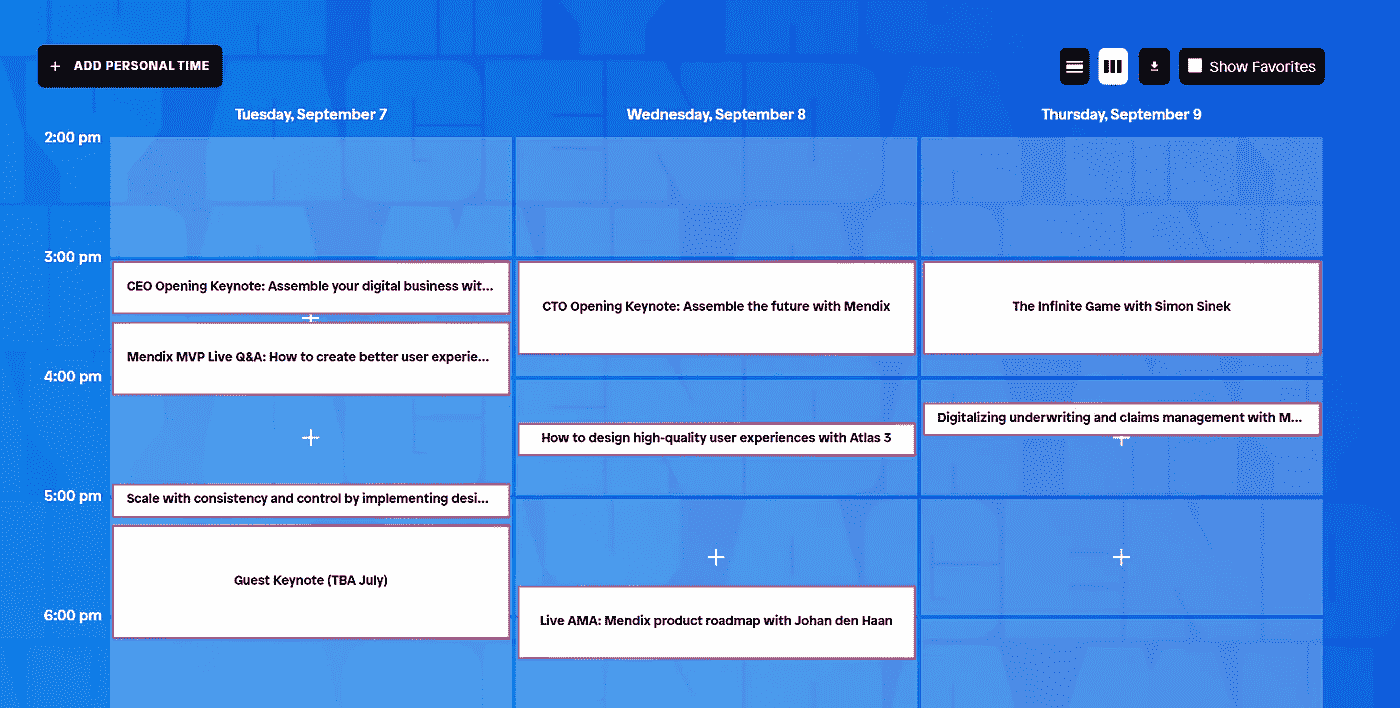 + ADD PERSONAL TIME
Show Favorites
Tuesday, September 7
Wednesday, September 8
Thursday, September 9
2:00 pm
3:00 pm
CEO Opening Keynote: Assemble your digital business wit...
CTO Opening Keynote: Assemble the future with Mendix
The Infinite Game with Simon Sinek
Mendix MVP Live Q&A: How to create better user experie...
4:00 pm
Digitalizing underwriting and claims management with M...
How to design high-quality user experiences with Atlas 3
5:00 pm
Scale with consistency and control by implementing desi...
Guest Keynote (TBA July)
6:00 pm
Live AMA: Mendix product roadmap with Johan den Haan